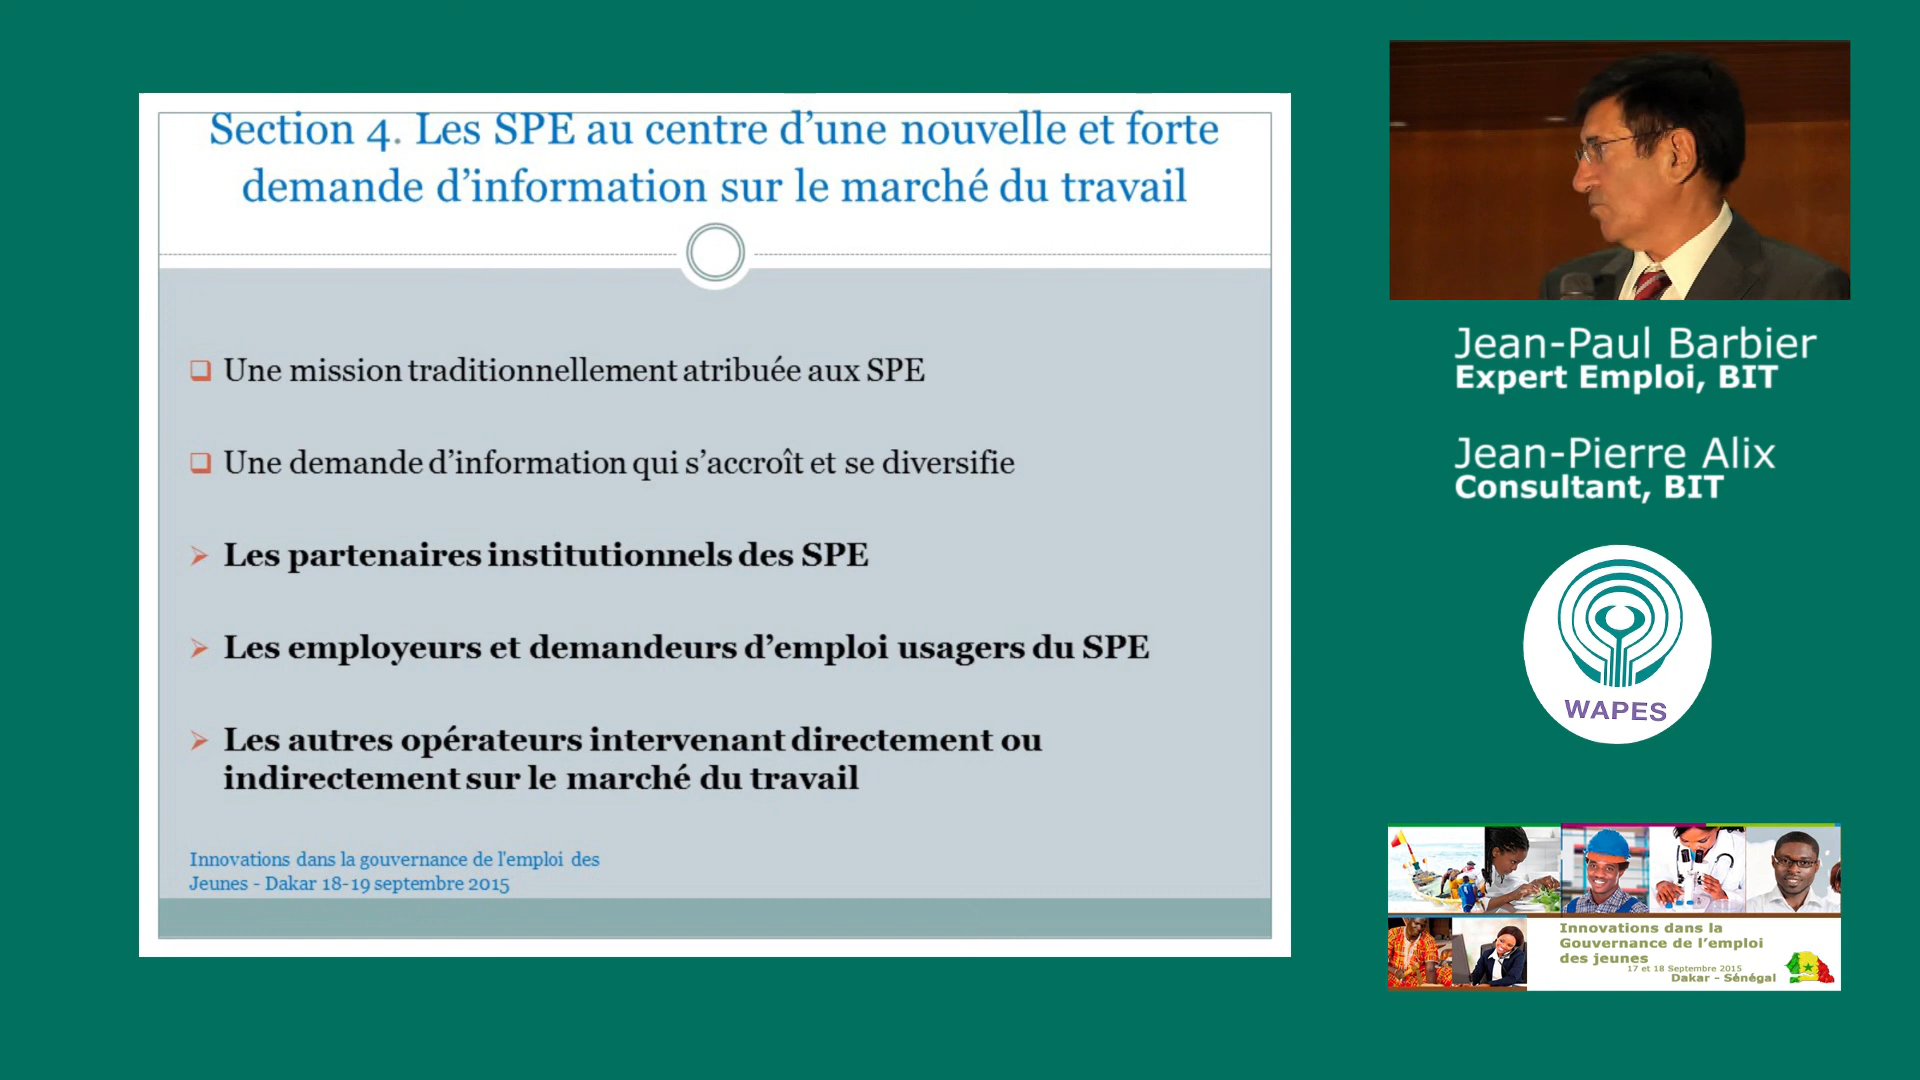 Section 4. Les SPE au centre d’une nouvelle et forte
demande d’information sur le marché du travail
Une mission traditionnellement atribuée aux SPE
Une demande d’information qui s’accroît et se diversifie
Les partenaires institutionnels des SPE
Les employeurs et demandeurs d’emploi usagers du SPE
Les autres opérateurs intervenant directement ou
indirectement sur le marché du travail
Innovations dans la gouvernance de l'emploi des
Jeunes - Dakar 18-19 septembre 2015
Jean-Paul Barbier
Expert Emploi, BIT
Jean-Pierre Alix
Consultant, BIT
WAPES
Innovations dans la
Gouvernance de l’emploi
des jeunes
17 et 18 Septembre 2015
Dakar - Sénégal